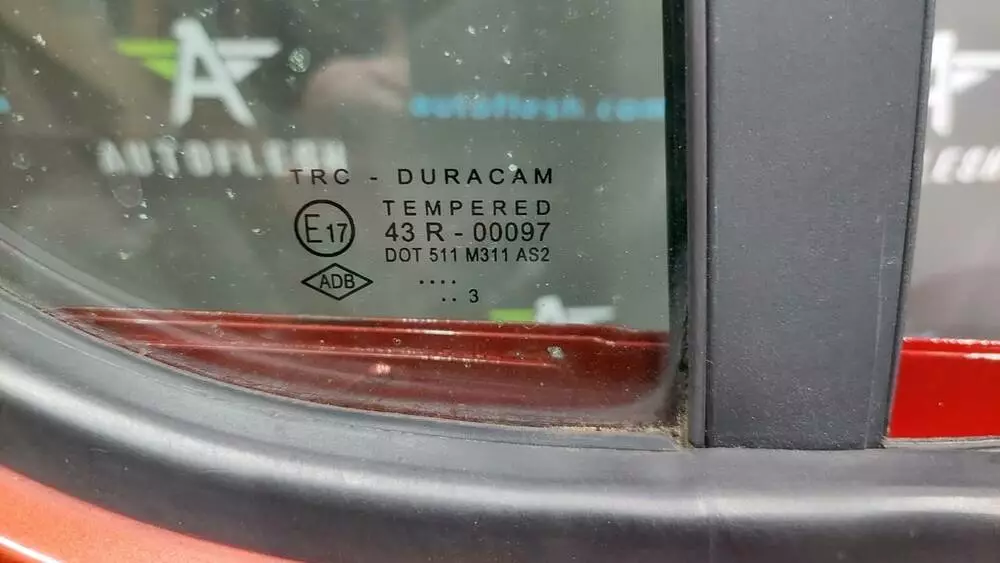 A
AUTOFLESH
autoflesh.com
TRC - DURACAM
TEMPERED
E17
43 R - 00097
DOT 511 M311 AS2
ADB
....
.. 3